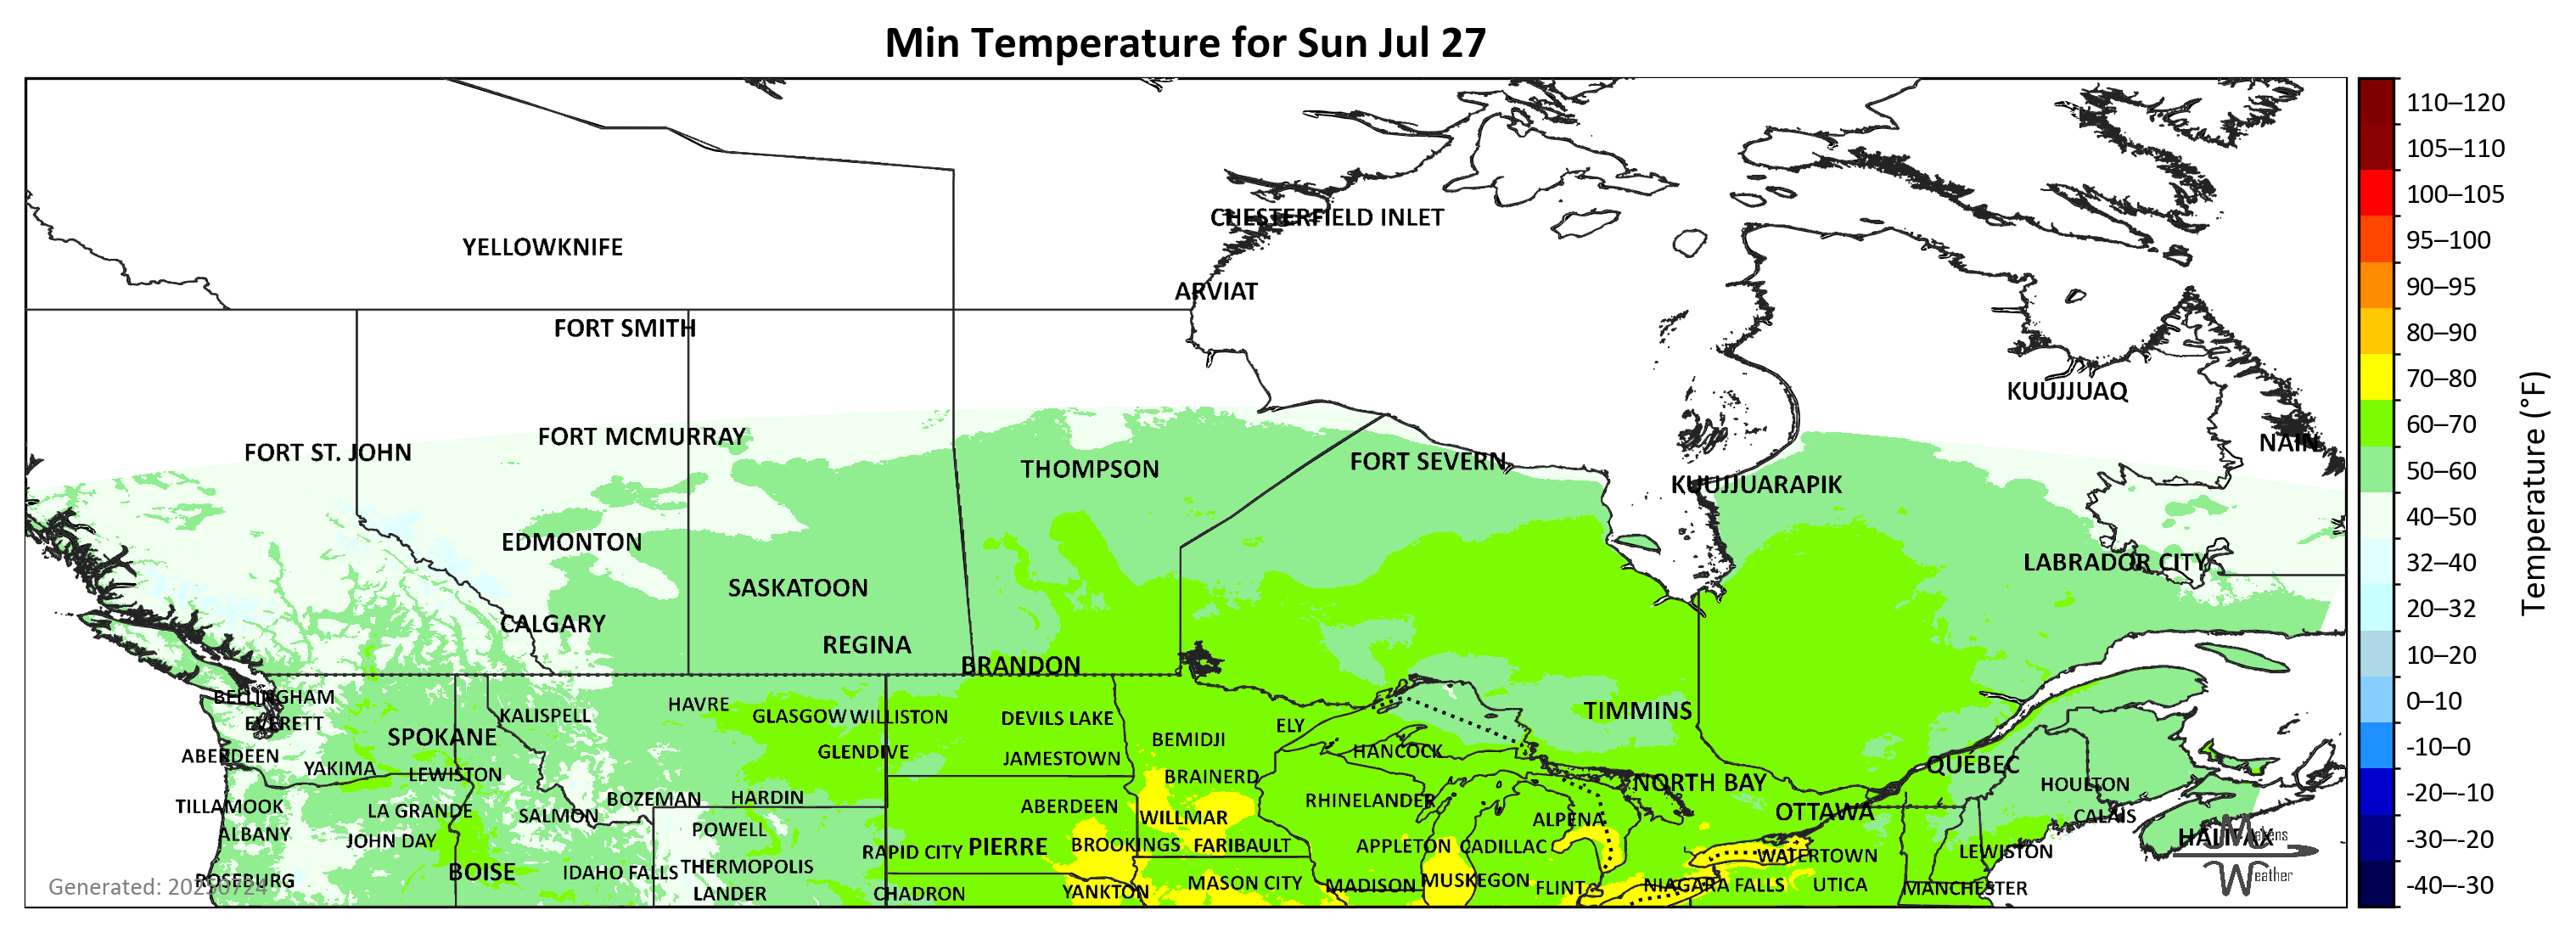 Min Temperature for Sun Jul 27
CHESTERFIELD INLET
YELLOWKNIFE
ARVIAT
FORT SMITH
KUUJJUAQ
FORT MCMURRAY
NAIN
FORT ST. JOHN
FORT SEVERN
THOMPSON
KUUJJUARAPIK
EDMONTON
LABRADOR CITY
SASKATOON
CALGARY
REGINA
BRANDON
BELLINGHAM
HAVRE
KALISPELL
GLASGOW
WILLISTON
DEVILS LAKE
TIMMINS
EVERETT
ELY
SPOKANE
BEMIDJI
ABERDEEN
GLENDIVE
HANCOCK
JAMESTOWN
QUÉBEC
YAKIMA
LEWISTON
BRAINERD
NORTH BAY
HOULTON
BOZEMAN
HARDIN
RHINELANDER
TILLAMOOK
LA GRANDE
ABERDEEN
OTTAWA
SALMON
WILLMAR
CALAIS
ALPENA
ALBANY
POWELL
JOHN DAY
PIERRE
BROOKINGS
FARIBAULT
APPLETON
CADILLAC
HALIFAX
RAPID CITY
WATERTOWN
LEWISTON
BOISE
IDAHO FALLS
THERMOPOLIS
ROSEBURG
MASON CITY
MADISON
MUSKEGON
FLINT
NIAGARA FALLS
UTICA
MANCHESTER
LANDER
CHADRON
YANKTON
Generated: 20250724
Makens
Weather
110–120
105–110
100–105
95–100
90–95
80–90
70–80
60–70
50–60
40–50
32–40
20–32
10–20
0–10
-10–0
-20–-10
-30–-20
-40–-30
Temperature (°F)